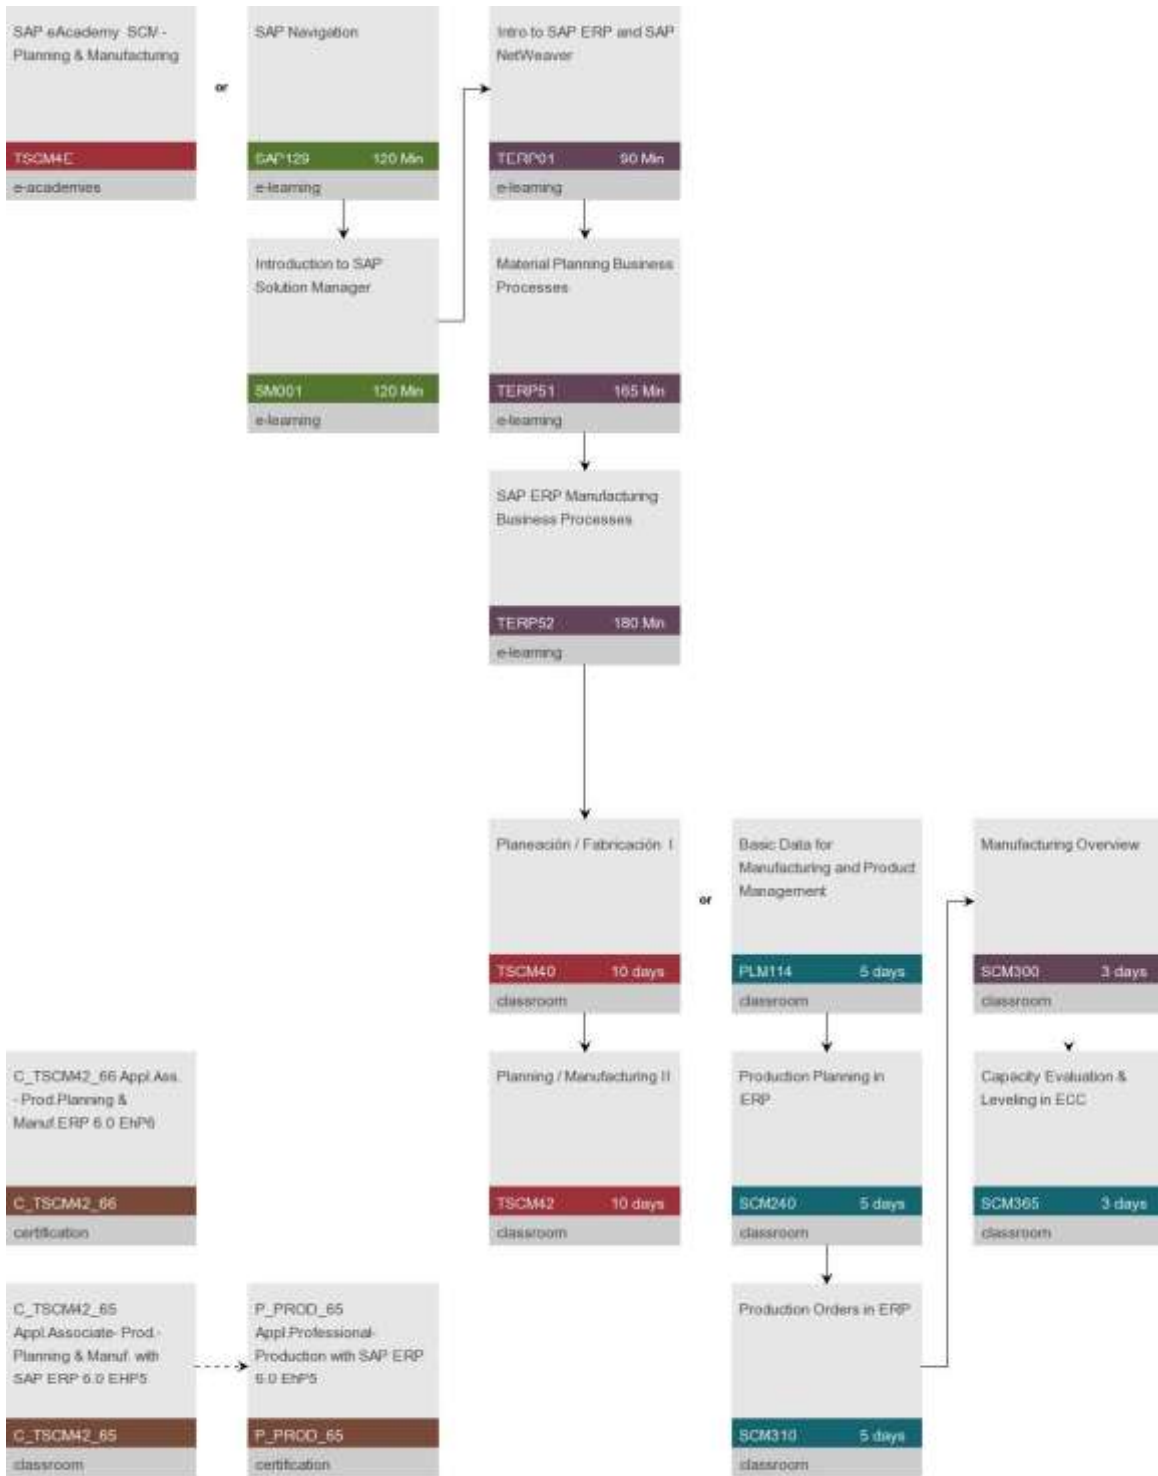 SAP eAcademy SCM -
Planning & Manufacturing
TSCM4E
e-academies
or
SAP Navigation
SAP129 120 Min
e-learning
Intro to SAP ERP and SAP
NetWeaver
TERP01 90 Min
e-learning
Introduction to SAP
Solution Manager
SM001 120 Min
e-learning
Material Planning Business
Processes
TERP51 165 Min
e-learning
SAP ERP Manufacturing
Business Processes
TERP52 180 Min
e-learning
Planeación / Fabricación I
TSCM40 10 days
classroom
or
Basic Data for
Manufacturing and Product
Management
PLM114 5 days
classroom
Manufacturing Overview
SCM300 3 days
classroom
C_TSCM42_66 Appl.Ass.
- Prod.Planning &
Manuf.ERP 6.0 EhP6
C_TSCM42_66
certification
Planning / Manufacturing II
TSCM42 10 days
classroom
Production Planning in
ERP
SCM240 5 days
classroom
Capacity Evaluation &
Leveling in ECC
SCM365 3 days
classroom
C_TSCM42_65
Appl.Associate- Prod.-
Planning & Manuf. with
SAP ERP 6.0 EHP5
C_TSCM42_65
classroom
P_PROD_65
Appl.Professional-
Production with SAP ERP
6.0 EhP5
P_PROD_65
certification
Production Orders in ERP
SCM310 5 days
classroom